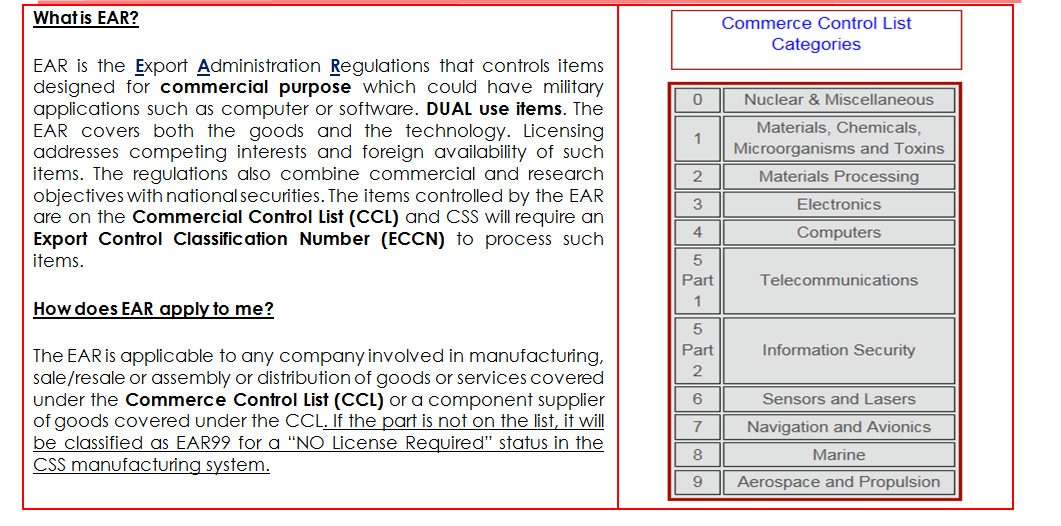 What is EAR?
EAR is the Export Administration Regulations that controls items
designed for commercial purpose which could have military
applications such as computer or software. DUAL use items. The
EAR covers both the goods and the technology. Licensing
addresses competing interests and foreign availability of such
items. The regulations also combine commercial and research
objectives with national securities. The items controlled by the EAR
are on the Commercial Control List (CCL) and CSS will require an
Export Control Classification Number (ECCN) to process such
items.
How does EAR apply to me?
The EAR is applicable to any company involved in manufacturing,
sale/resale or assembly or distribution of goods or services covered
under the Commerce Control List (CCL) or a component supplier
of goods covered under the CCL. If the part is not on the list, it will
be classified as EAR99 for a “NO License Required” status in the
CSS manufacturing system.
Commerce Control List
Categories
0 Nuclear & Miscellaneous
1 Materials, Chemicals,
Microorganisms and Toxins
2 Materials Processing
3 Electronics
4 Computers
5
Part
1
Telecommunications
5
Part
2
Information Security
6 Sensors and Lasers
7 Navigation and Avionics
8 Marine
9 Aerospace and Propulsion